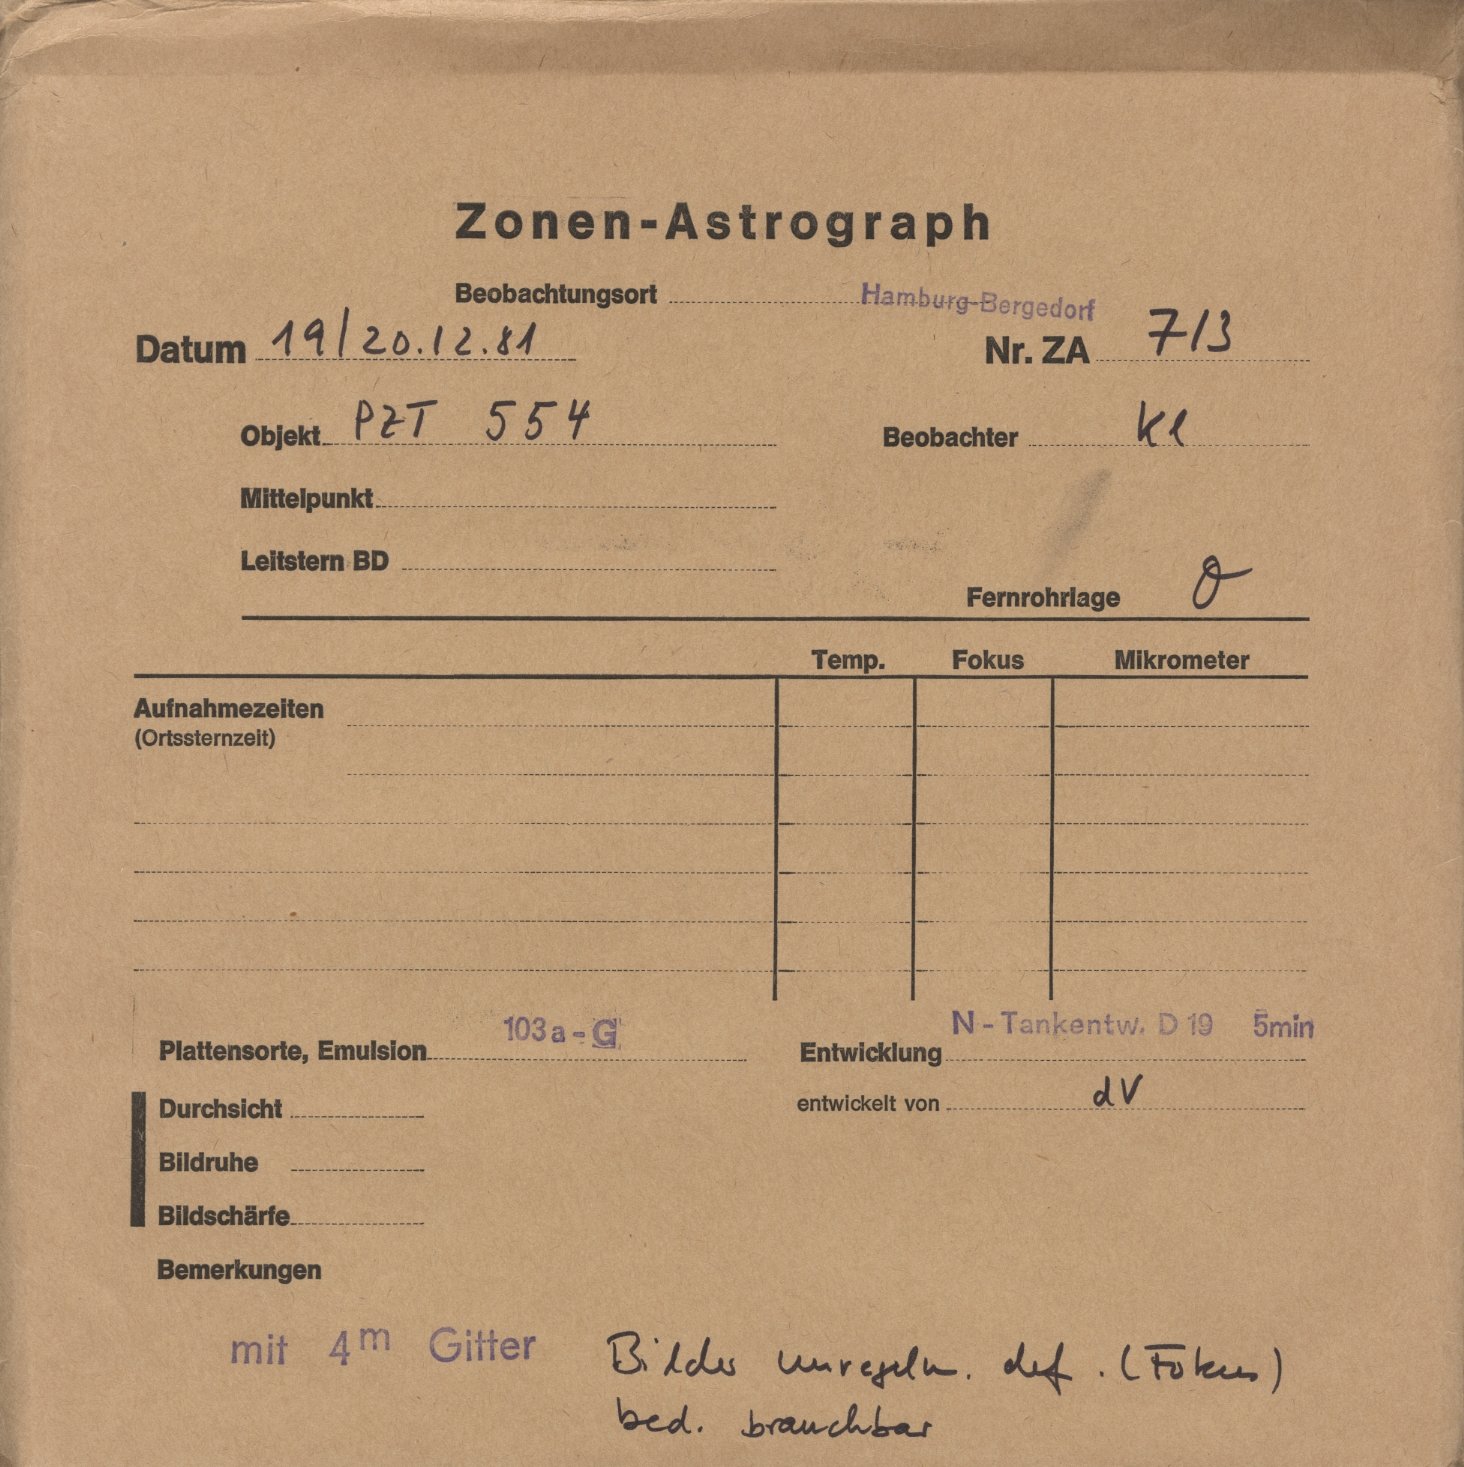 Zonen-Astrograph
Beobachtungsort Hamburg-Bergedorf
Datum 19/20.12.81 Nr. ZA 713
Objekt PZT 554 Beobachter Kl
Mittelpunkt
Leitstern BD
Fernrohrlage O
Temp. Fokus Mikrometer
Aufnahmezeiten
(Ortssternzeit)
Plattensorte, Emulsion 103a-G Entwicklung N-Tankentw. D 19 5min
Durchsicht entwickelt von dV
Bildruhe
Bildschärfe
Bemerkungen
mit 4m Gitter Bilder unregelm. def. (Fokus)
bed. brauchbar